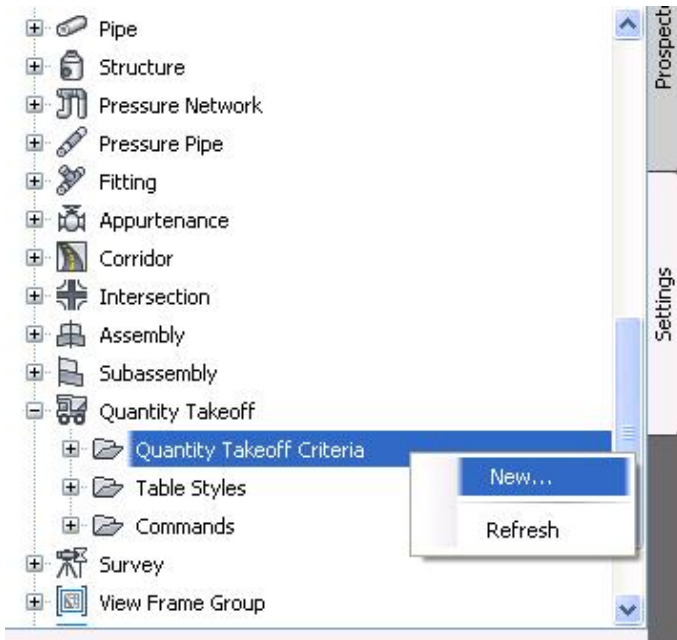 Pipe
Structure
Pressure Network
Pressure Pipe
Fitting
Appurtenance
Corridor
Intersection
Assembly
Subassembly
Quantity Takeoff
Quantity Takeoff Criteria
New...
Table Styles
Refresh
Commands
Survey
View Frame Group
Prospect
Settings